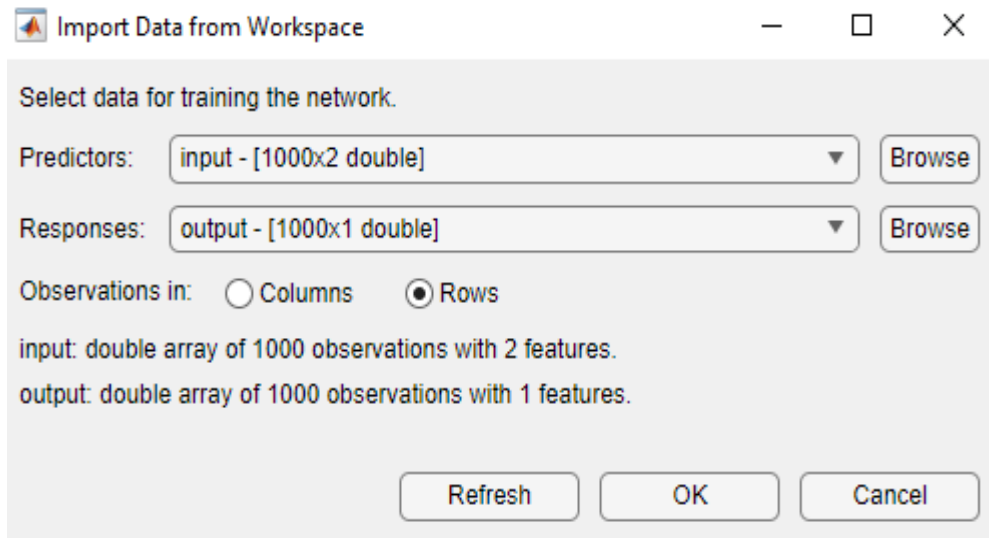 Import Data from Workspace
Select data for training the network.
Predictors: input - [1000x2 double] Browse
Responses: output - [1000x1 double] Browse
Observations in: Columns Rows
input: double array of 1000 observations with 2 features.
output: double array of 1000 observations with 1 features.
Refresh OK Cancel